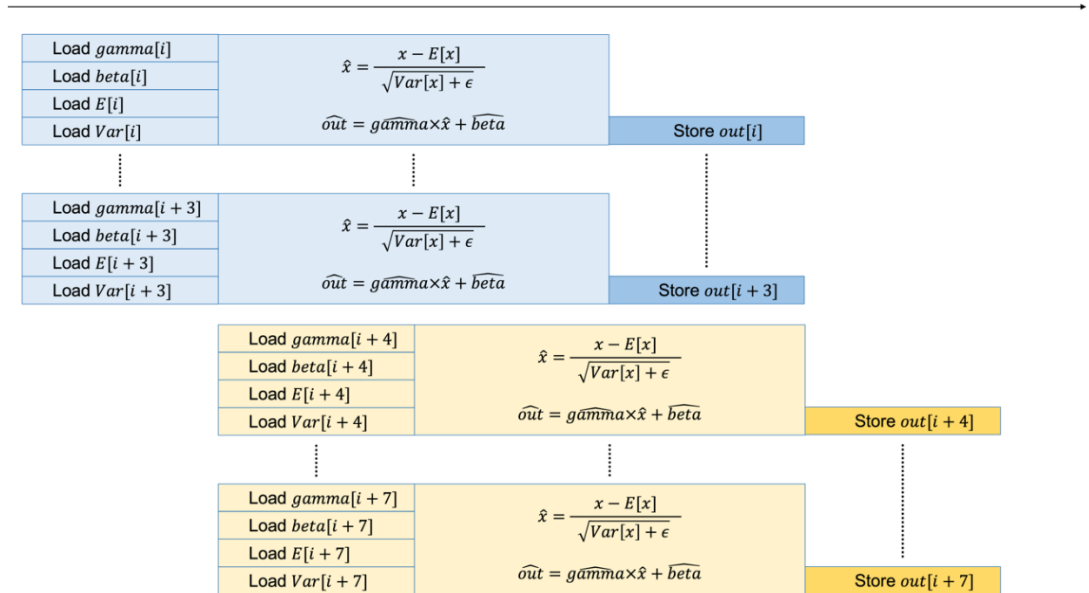 Load gamma[i]
Load beta[i]
Load E[i]
Load Var[i]
x̂ = (x − E[x]) / √(Var[x] + ϵ)
out̂ = gammâ×x̂ + betâ
Store out[i]
Load gamma[i + 3]
Load beta[i + 3]
Load E[i + 3]
Load Var[i + 3]
x̂ = (x − E[x]) / √(Var[x] + ϵ)
out̂ = gammâ×x̂ + betâ
Store out[i + 3]
Load gamma[i + 4]
Load beta[i + 4]
Load E[i + 4]
Load Var[i + 4]
x̂ = (x − E[x]) / √(Var[x] + ϵ)
out̂ = gammâ×x̂ + betâ
Store out[i + 4]
Load gamma[i + 7]
Load beta[i + 7]
Load E[i + 7]
Load Var[i + 7]
x̂ = (x − E[x]) / √(Var[x] + ϵ)
out̂ = gammâ×x̂ + betâ
Store out[i + 7]